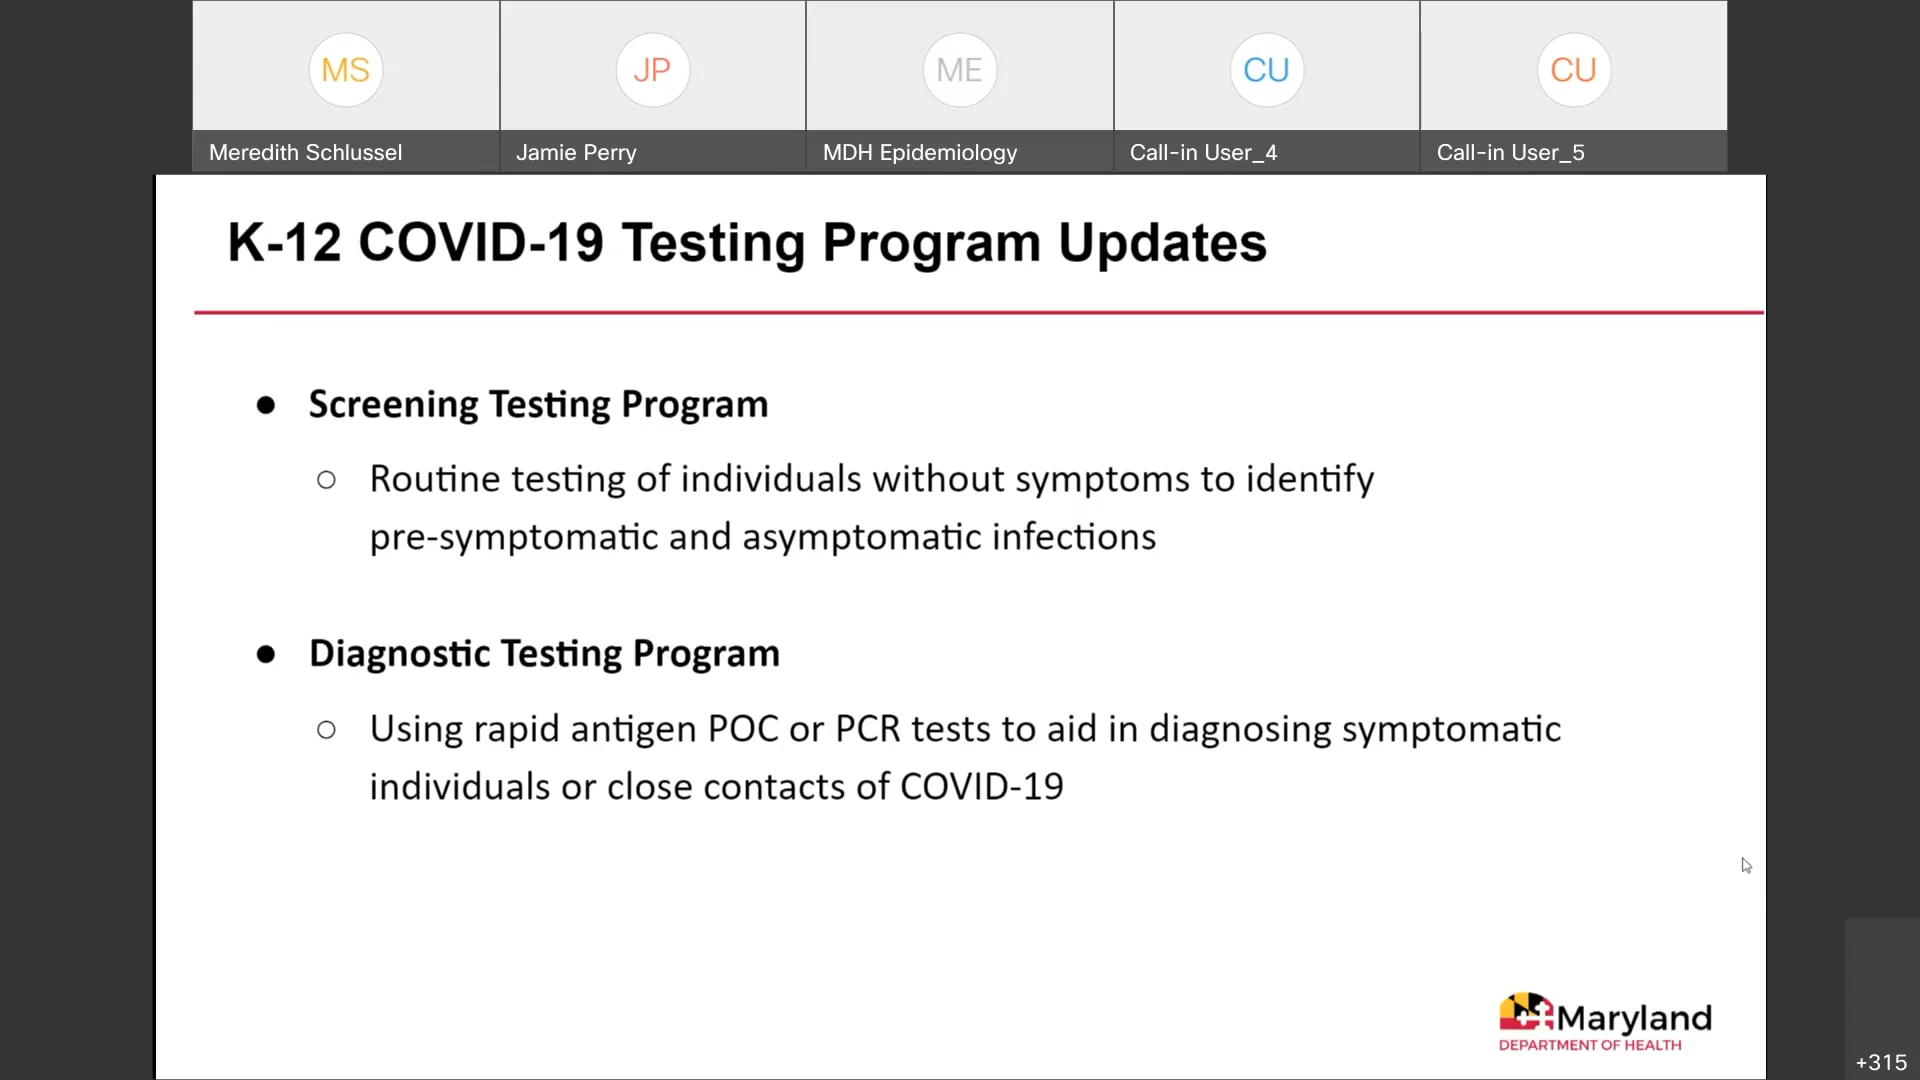 MS
JP
ME
CU
CU
Meredith Schlussel
Jamie Perry
MDH Epidemiology
Call-in User_4
Call-in User_5
K-12 COVID-19 Testing Program Updates
● Screening Testing Program
○ Routine testing of individuals without symptoms to identify
pre-symptomatic and asymptomatic infections
● Diagnostic Testing Program
○ Using rapid antigen POC or PCR tests to aid in diagnosing symptomatic
individuals or close contacts of COVID-19
Maryland
DEPARTMENT OF HEALTH
+315